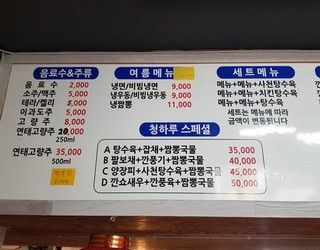 음료수&주류
음 료 수 2,000
소주/맥주 5,000
테라/켈리 5,000
이과도주 5,000
고 량 주 8,000
연태고량주 20,000
250ml
연태고량주 35,000
500ml
여름메뉴
냉면/비빔냉면 9,000
냉우동/비빔냉우동 9,000
냉짬뽕 11,000
세트메뉴
메뉴+메뉴+사천탕수육
메뉴+메뉴+치킨탕수육
메뉴+메뉴+탕수육
세트는 메뉴에 따라
금액이 변동됩니다
청하루 스페셜
A 탕수육+잡채+짬뽕국물 35,000
B 팔보채+깐풍기+짬뽕국물 40,000
C 양장피+사천탕수육+짬뽕국물 45,000
D 깐쇼새우+깐풍육+짬뽕국물 50,000